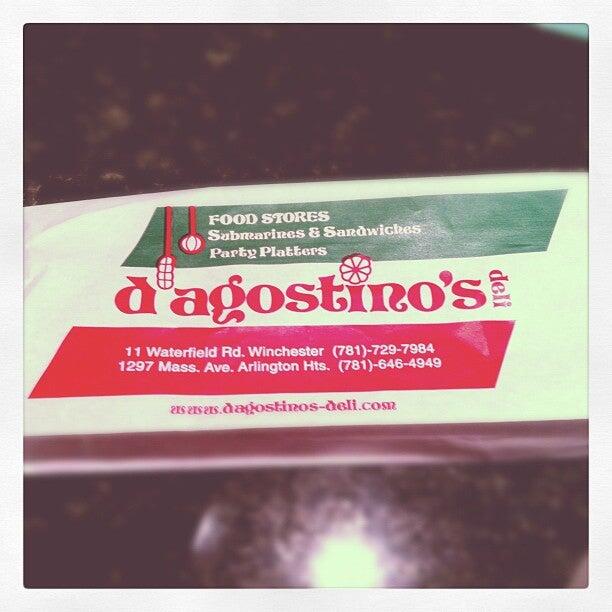 FOOD STORES
Submarines & Sandwiches
Party Platters
d'agostino's deli
11 Waterfield Rd. Winchester (781)-729-7984
1297 Mass. Ave. Arlington Hts. (781)-646-4949
www.dagostinos-deli.com